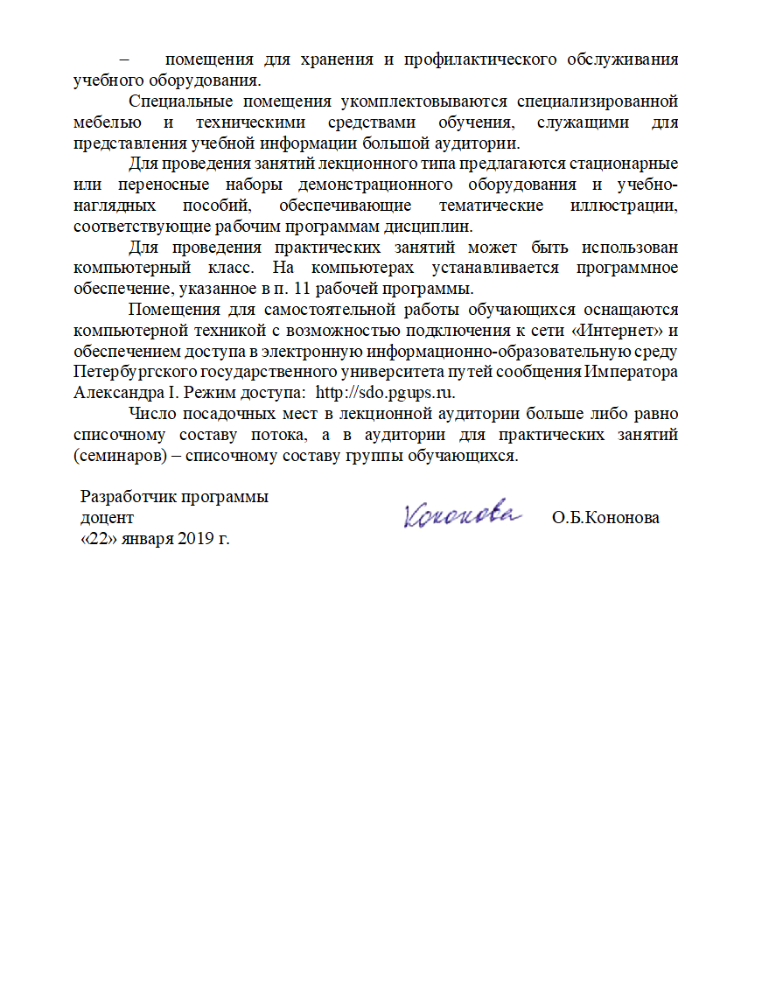 – помещения для хранения и профилактического обслуживания
учебного оборудования.
Специальные помещения укомплектовываются специализированной
мебелью и техническими средствами обучения, служащими для
представления учебной информации большой аудитории.
Для проведения занятий лекционного типа предлагаются стационарные
или переносные наборы демонстрационного оборудования и учебно-
наглядных пособий, обеспечивающие тематические иллюстрации,
соответствующие рабочим программам дисциплин.
Для проведения практических занятий может быть использован
компьютерный класс. На компьютерах устанавливается программное
обеспечение, указанное в п. 11 рабочей программы.
Помещения для самостоятельной работы обучающихся оснащаются
компьютерной техникой с возможностью подключения к сети «Интернет» и
обеспечением доступа в электронную информационно-образовательную среду
Петербургского государственного университета путей сообщения Императора
Александра I. Режим доступа: http://sdo.pgups.ru.
Число посадочных мест в лекционной аудитории больше либо равно
списочному составу потока, а в аудитории для практических занятий
(семинаров) – списочному составу группы обучающихся.
Разработчик программы
доцент Кононова О.Б.Кононова
«22» января 2019 г.